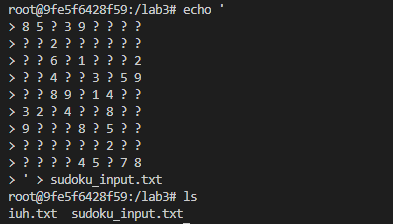 root@9fe5f6428f59:/lab3# echo '
> 8 5 ? 3 9 ? ? ? ?
> ? ? 2 ? ? ? ? ? ?
> ? ? 6 ? 1 ? ? ? 2
> ? ? 4 ? ? 3 ? 5 9
> ? ? 8 9 ? 1 4 ? ?
> 3 2 ? 4 ? ? 8 ? ?
> 9 ? ? ? 8 ? 5 ? ?
> ? ? ? ? ? ? 2 ? ?
> ? ? ? ? 4 5 ? 7 8
> ' > sudoku_input.txt
root@9fe5f6428f59:/lab3# ls
iuh.txt  sudoku_input.txt